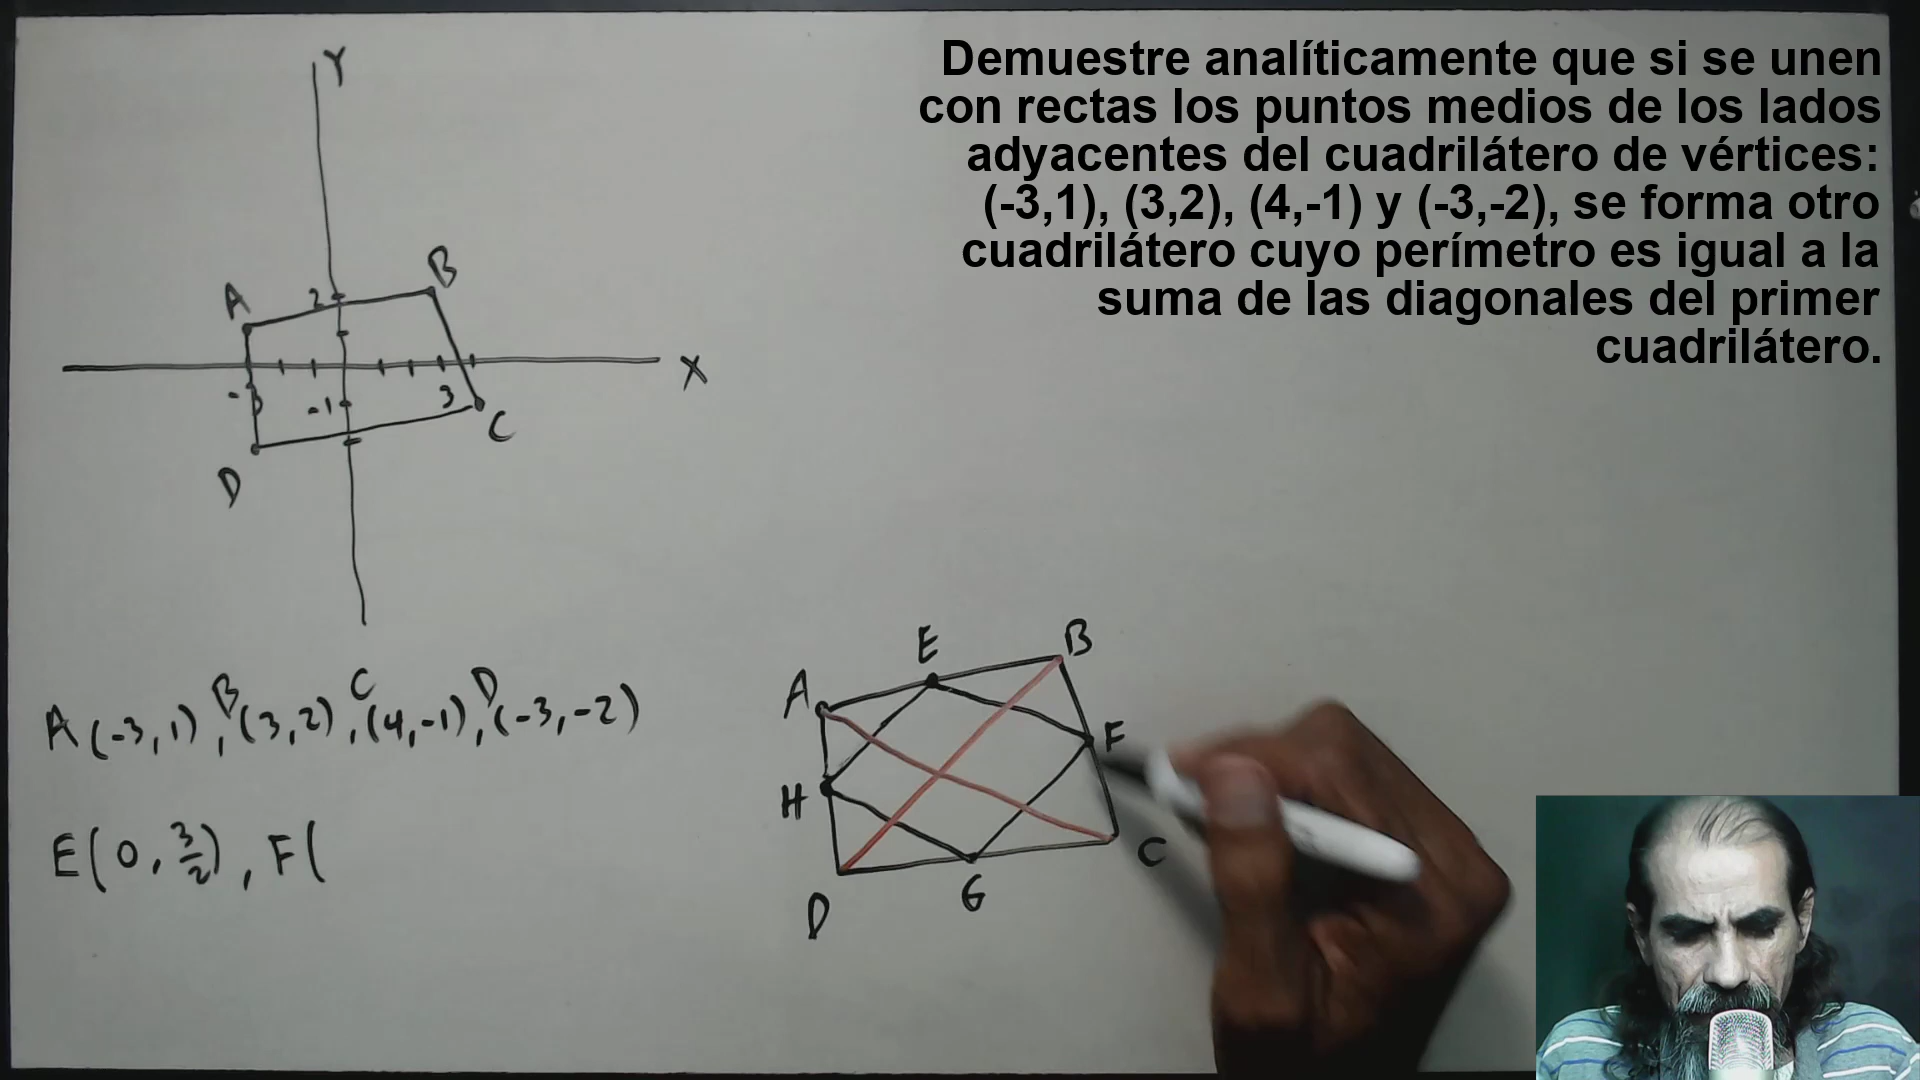 Demuestre analíticamente que si se unen
con rectas los puntos medios de los lados
adyacentes del cuadrilátero de vértices:
(-3,1), (3,2), (4,-1) y (-3,-2), se forma otro
cuadrilátero cuyo perímetro es igual a la
suma de las diagonales del primer
cuadrilátero.
Y
B
A
2
X
-3
-1
3
C
D
A(-3,1), B(3,2), C(4,-1), D(-3,-2)
E(0, 3/2), F(
E
B
A
F
H
C
G
D